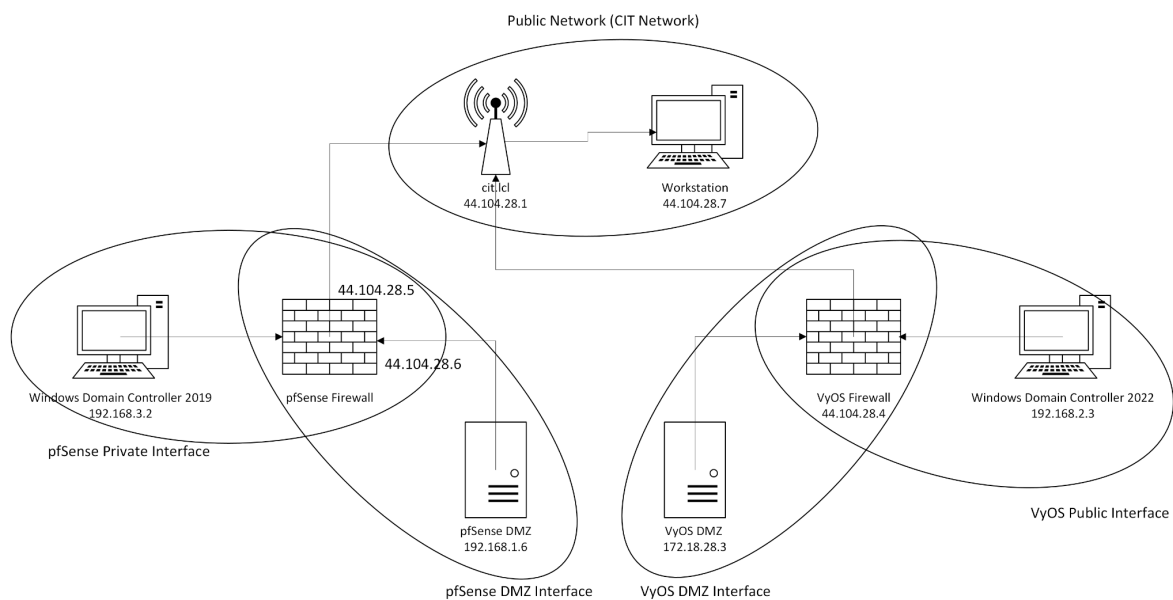 Public Network (CIT Network)
cit.lcl
44.104.28.1
Workstation
44.104.28.7
44.104.28.5
44.104.28.6
Windows Domain Controller 2019
192.168.3.2
pfSense Firewall
pfSense Private Interface
pfSense DMZ
192.168.1.6
pfSense DMZ Interface
VyOS Firewall
44.104.28.4
Windows Domain Controller 2022
192.168.2.3
VyOS Public Interface
VyOS DMZ
172.18.28.3
VyOS DMZ Interface